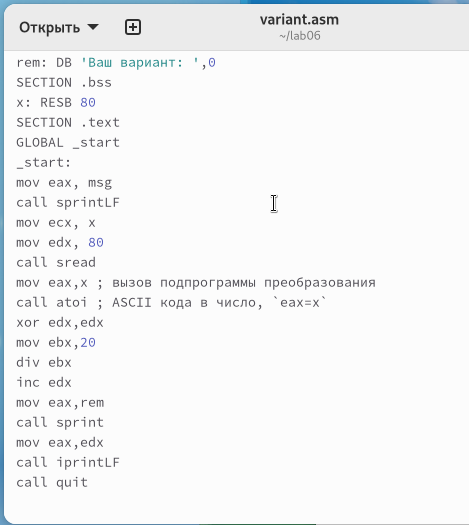 Открыть
variant.asm
~/lab06
rem: DB 'Ваш вариант: ',0
SECTION .bss
x: RESB 80
SECTION .text
GLOBAL _start
_start:
mov eax, msg
call sprintLF
mov ecx, x
mov edx, 80
call sread
mov eax,x ; вызов подпрограммы преобразования
call atoi ; ASCII кода в число, `eax=x`
xor edx,edx
mov ebx,20
div ebx
inc edx
mov eax,rem
call sprint
mov eax,edx
call iprintLF
call quit